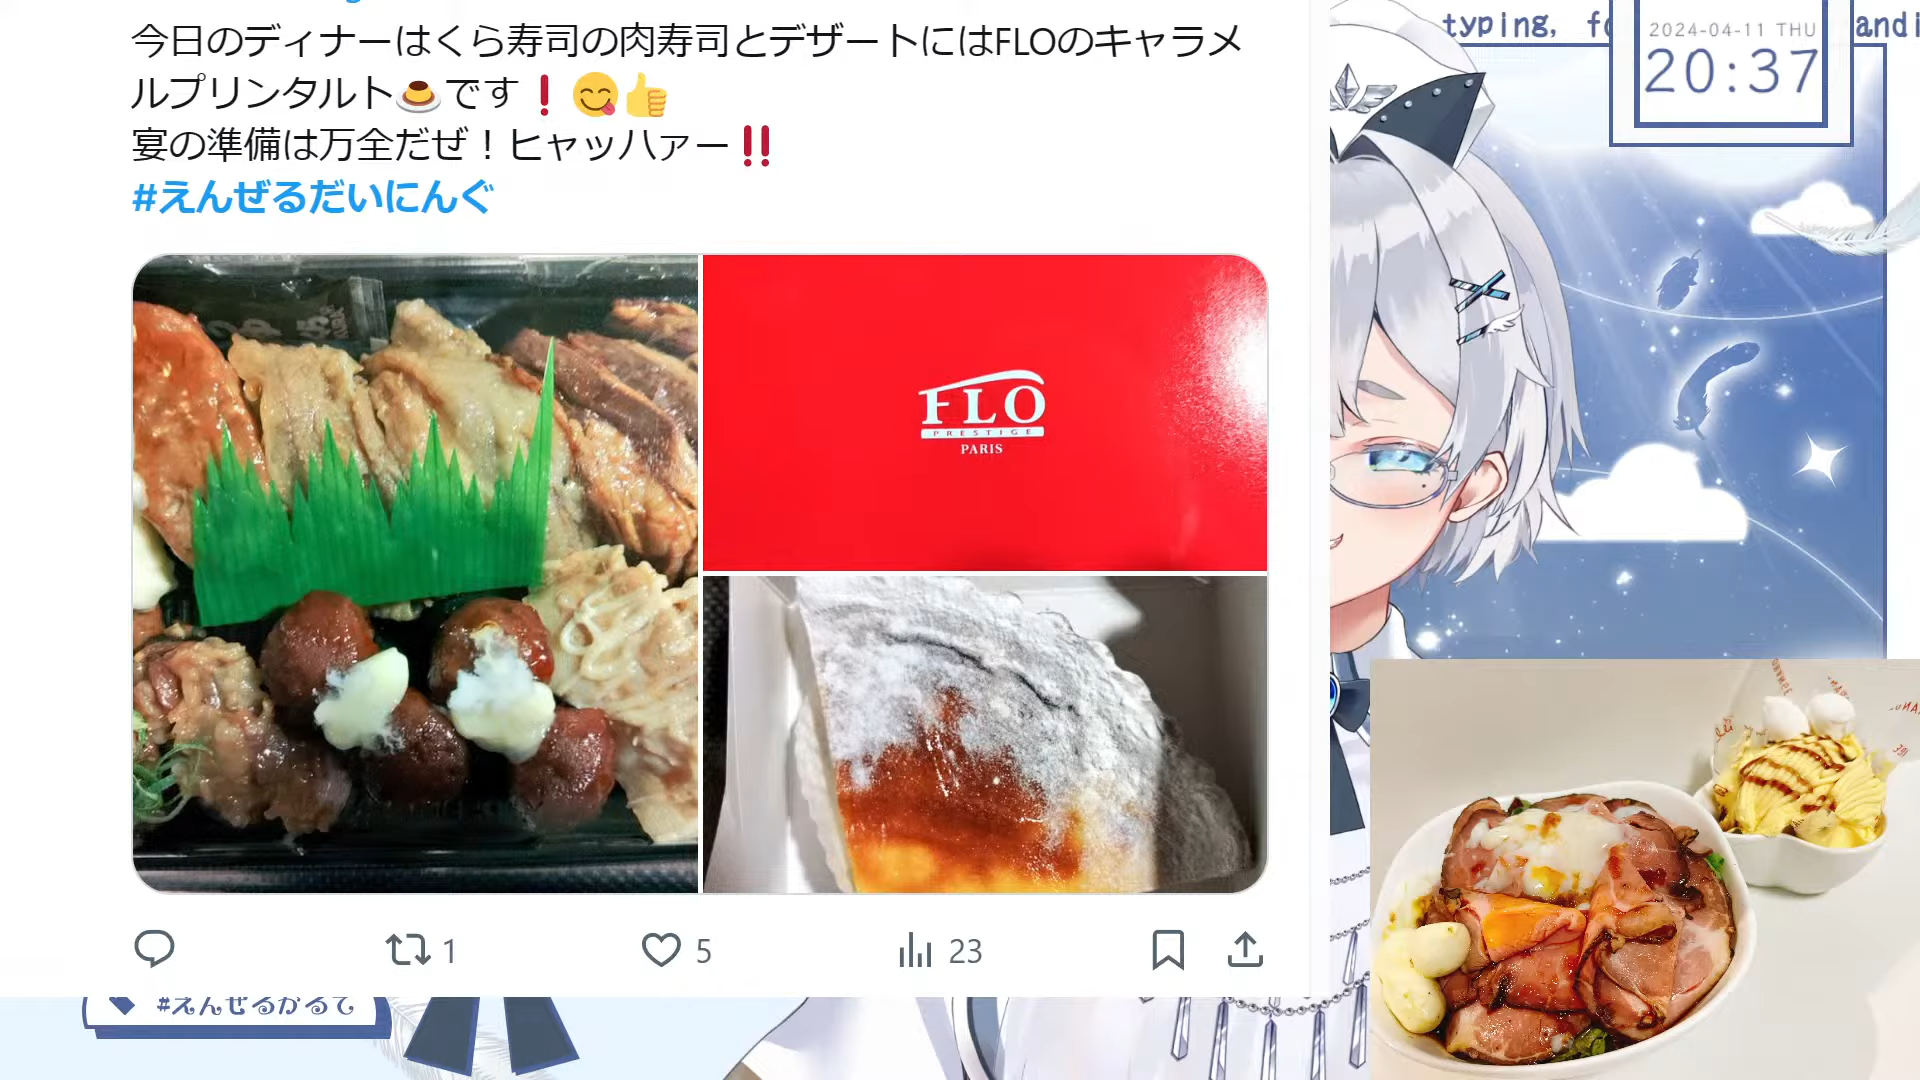 typing, fo
andi
2024-04-11 THU
20:37
今日のディナーはくら寿司の肉寿司とデザートにはFLOのキャラメ
ルプリンタルト🍮です❗😋👍
宴の準備は万全だぜ！ヒャッハァー‼
#えんぜるだいにんぐ
FLO
PRESTIGE
PARIS
1
5
23
#えんぜるかるて